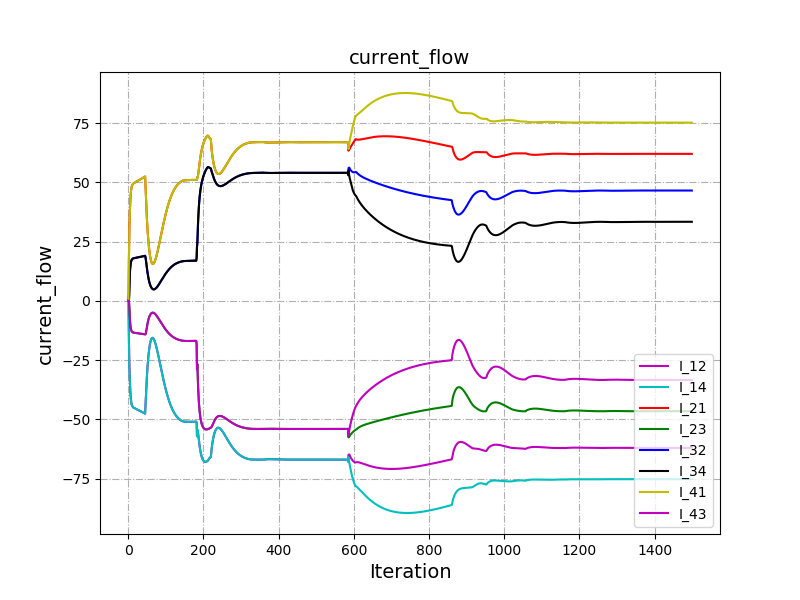 current_flow
75
50
25
0
−25
−50
−75
current_flow
0
200
400
600
800
1000
1200
1400
Iteration
I_12
I_14
I_21
I_23
I_32
I_34
I_41
I_43